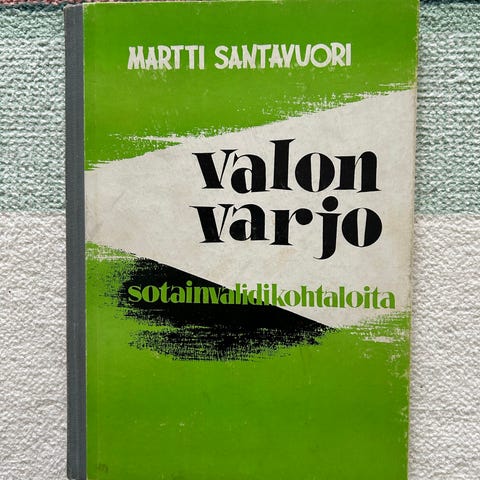 MARTTI SANTAVUORI
valon
varjo
sotainvalidikohtaloita